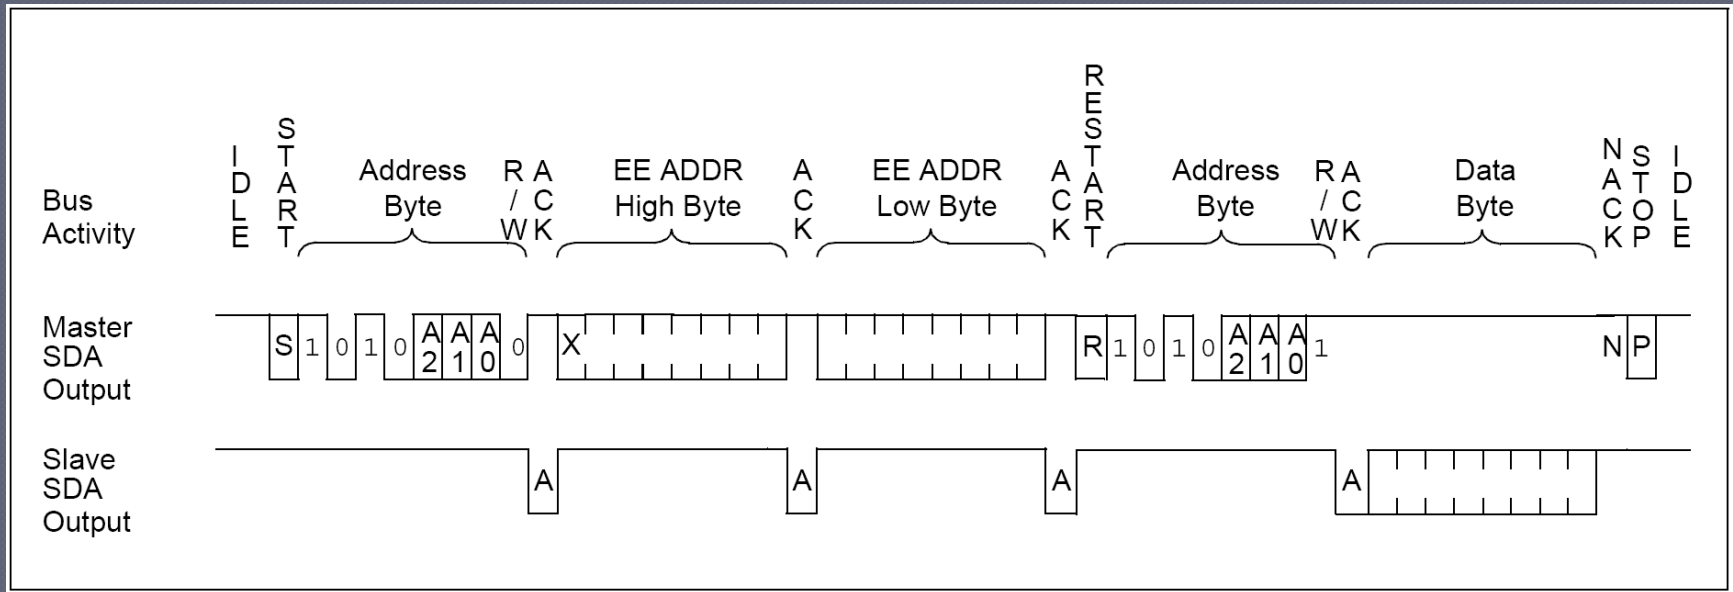 IDLE
START
Address
Byte
R/W
ACK
EE ADDR
High Byte
ACK
EE ADDR
Low Byte
ACK
RESTART
Address
Byte
R/W
ACK
Data
Byte
NACK
STOP
IDLE
Bus
Activity
Master
SDA
Output
S 1 0 1 0 A2 A1 A0 0 X R 1 0 1 0 A2 A1 A0 1 N P
Slave
SDA
Output
A A A A